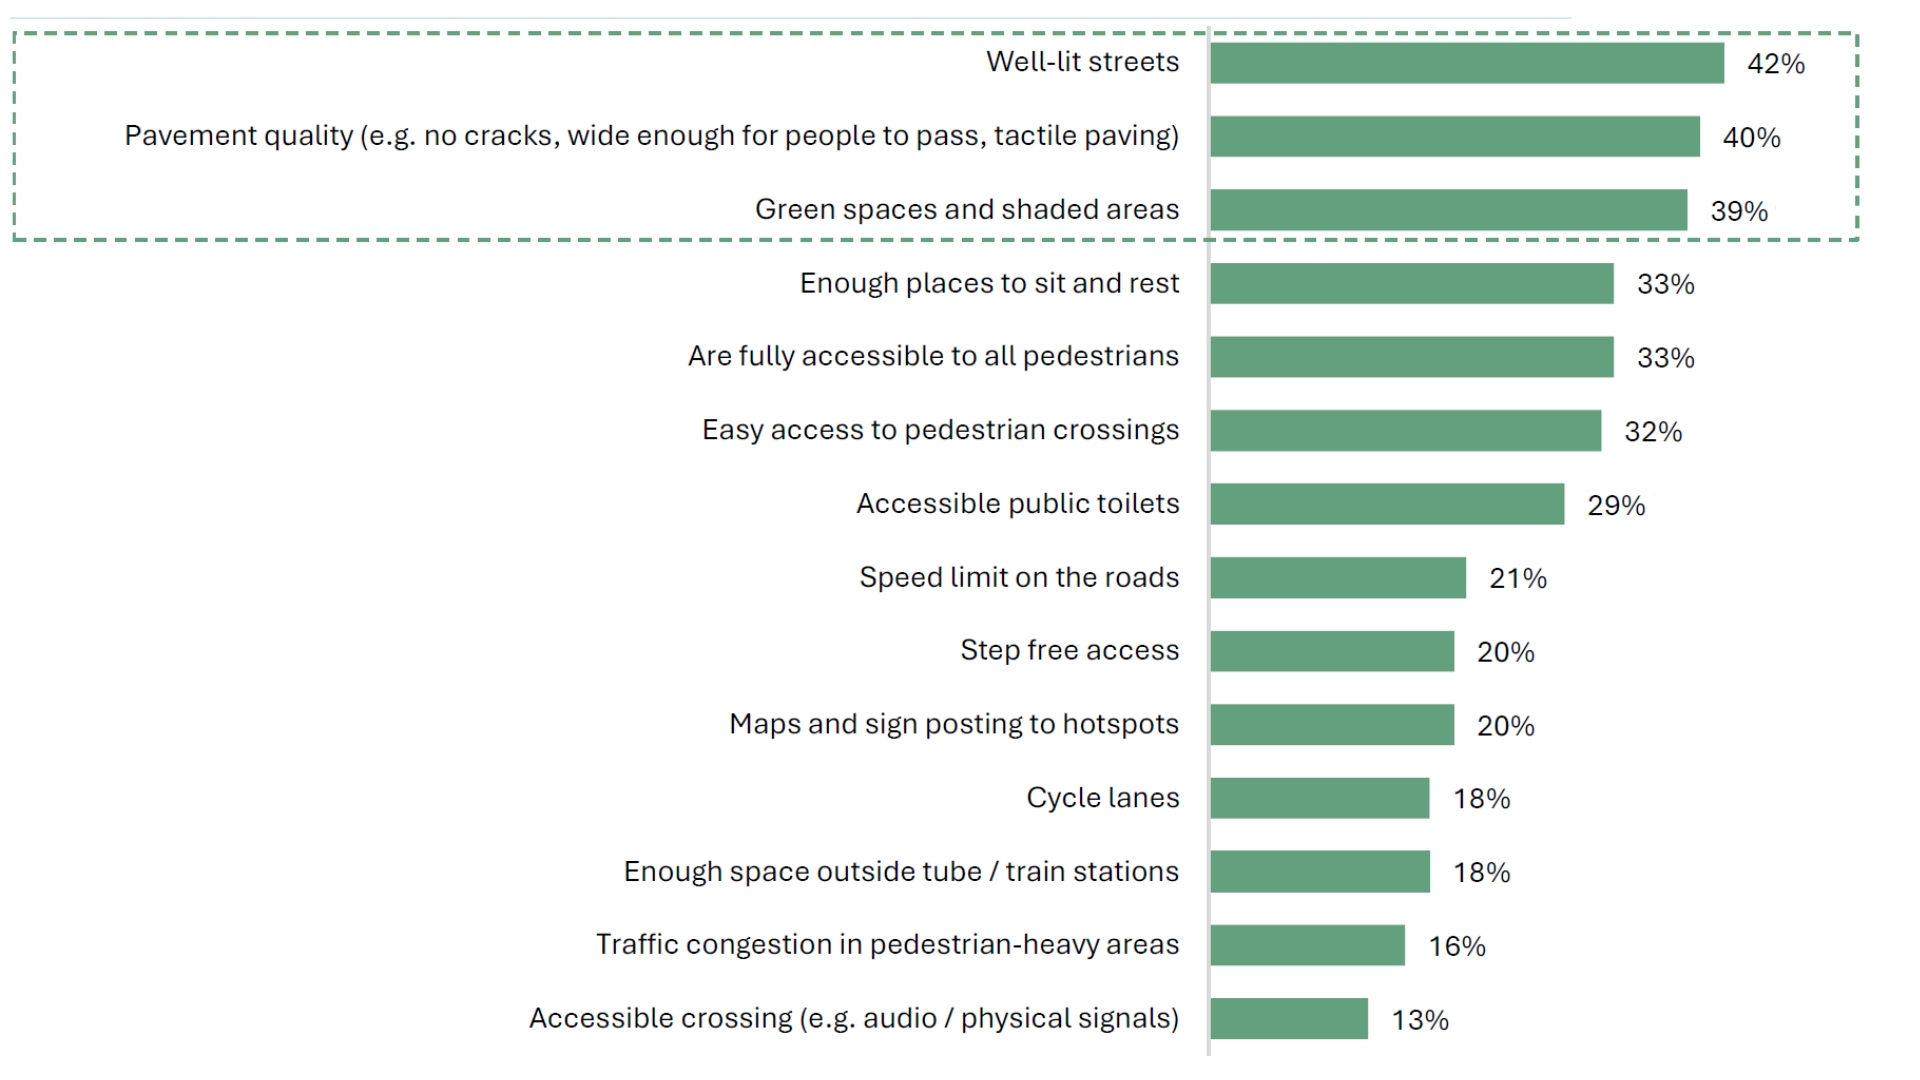 Well-lit streets 42%
Pavement quality (e.g. no cracks, wide enough for people to pass, tactile paving) 40%
Green spaces and shaded areas 39%
Enough places to sit and rest 33%
Are fully accessible to all pedestrians 33%
Easy access to pedestrian crossings 32%
Accessible public toilets 29%
Speed limit on the roads 21%
Step free access 20%
Maps and sign posting to hotspots 20%
Cycle lanes 18%
Enough space outside tube / train stations 18%
Traffic congestion in pedestrian-heavy areas 16%
Accessible crossing (e.g. audio / physical signals) 13%